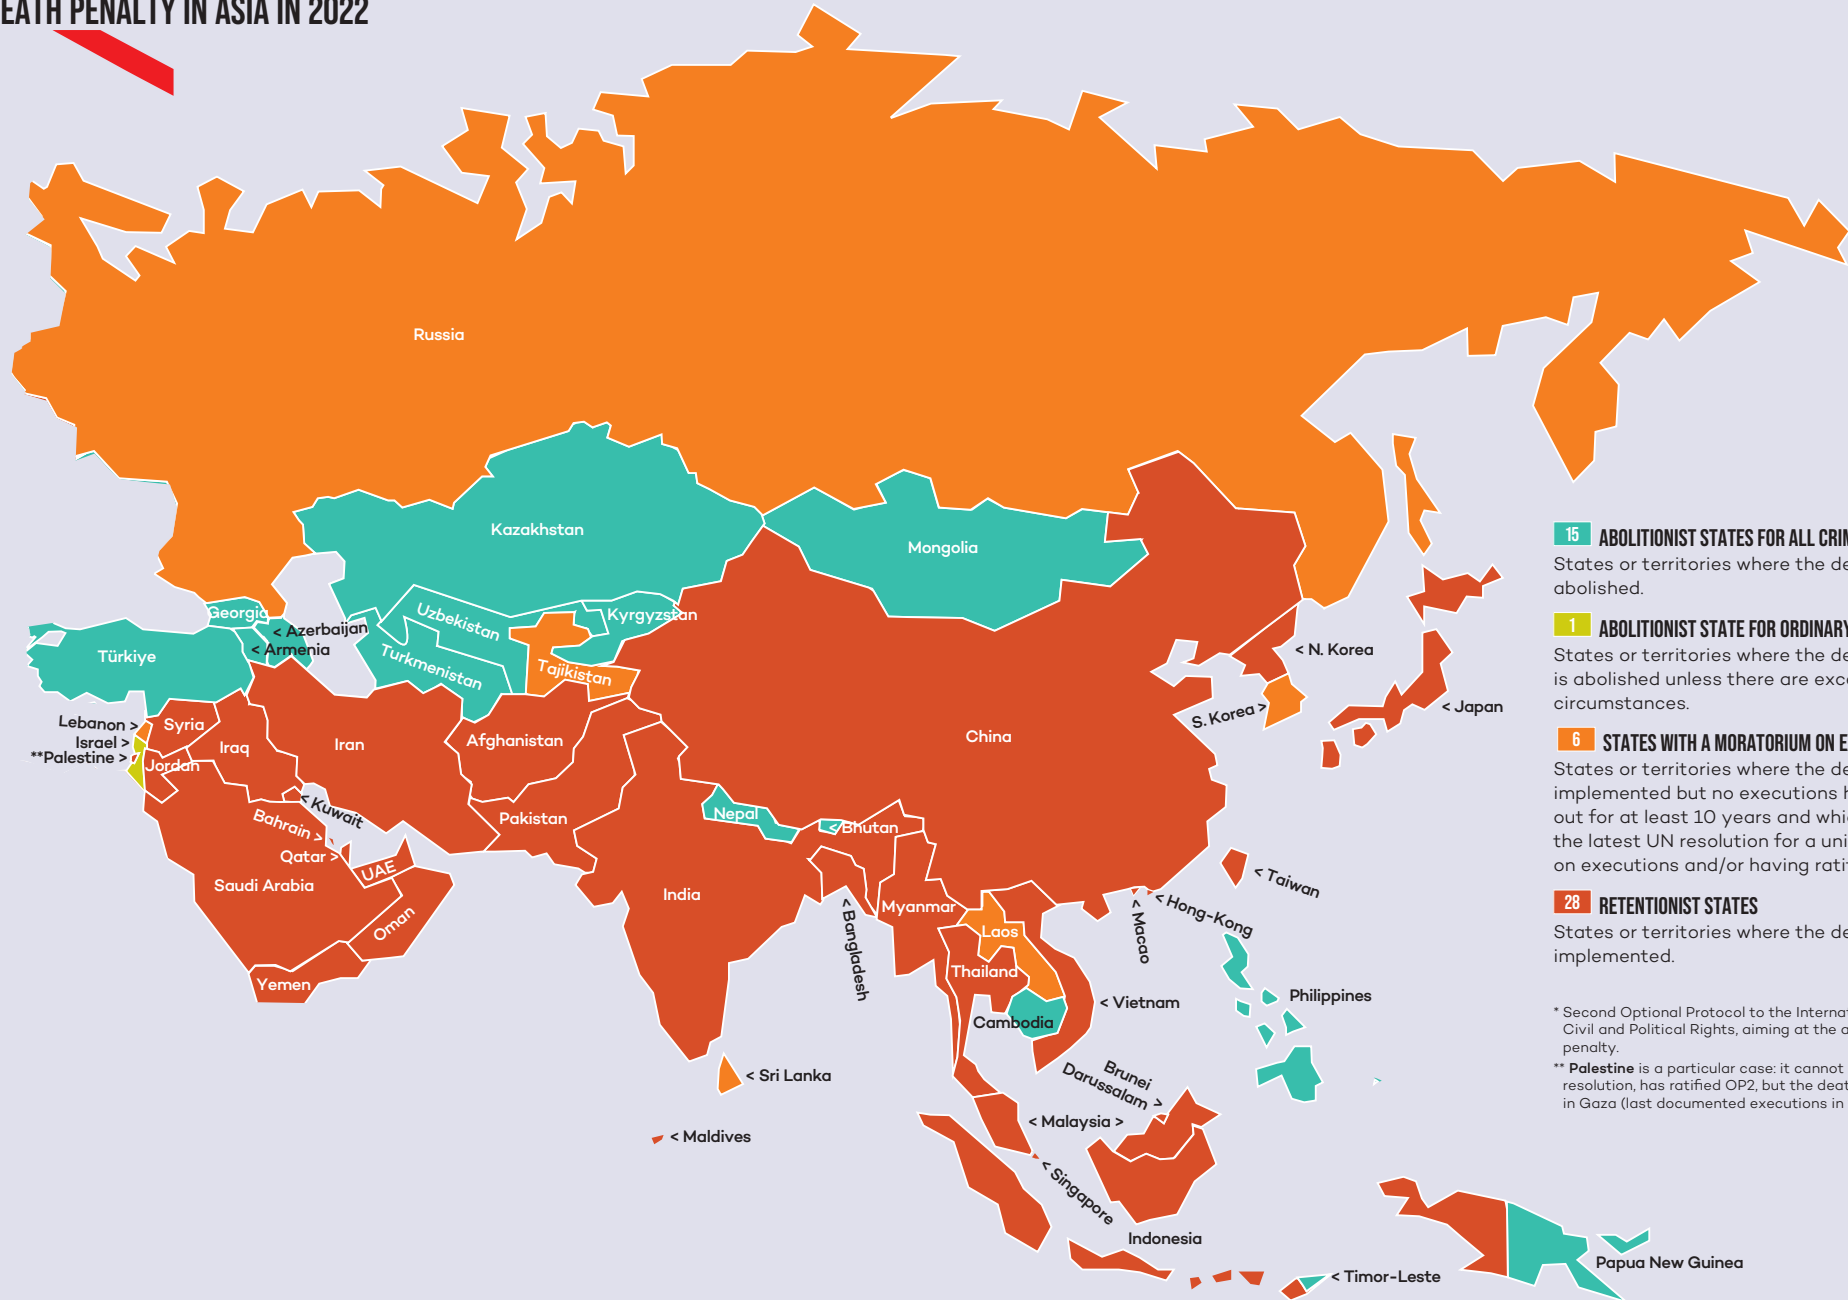 EATH PENALTY IN ASIA IN 2022
Russia
Kazakhstan
Mongolia
Georgia
Uzbekistan
Kyrgyzstan
< Azerbaijan
< Armenia
Türkiye
Turkmenistan
Tajikistan
< N. Korea
S. Korea >
< Japan
Lebanon >
Syria
Israel >
**Palestine >
Jordan
Iraq
Iran
Afghanistan
China
< Kuwait
Pakistan
Nepal
< Bhutan
Bahrain >
Qatar >
UAE
Saudi Arabia
Oman
Yemen
India
< Bangladesh
Myanmar
Laos
Thailand
Cambodia
< Vietnam
< Macao
< Hong-Kong
< Taiwan
Philippines
< Sri Lanka
< Maldives
Brunei
Darussalam >
< Malaysia >
< Singapore
Indonesia
< Timor-Leste
Papua New Guinea
15 ABOLITIONIST STATES FOR ALL CRIM
States or territories where the de
abolished.
1 ABOLITIONIST STATE FOR ORDINARY
States or territories where the de
is abolished unless there are exce
circumstances.
6 STATES WITH A MORATORIUM ON E
States or territories where the de
implemented but no executions h
out for at least 10 years and whic
the latest UN resolution for a uni
on executions and/or having rati
28 RETENTIONIST STATES
States or territories where the de
implemented.
* Second Optional Protocol to the Internat
Civil and Political Rights, aiming at the a
penalty.
** Palestine is a particular case: it cannot
resolution, has ratified OP2, but the deat
in Gaza (last documented executions in